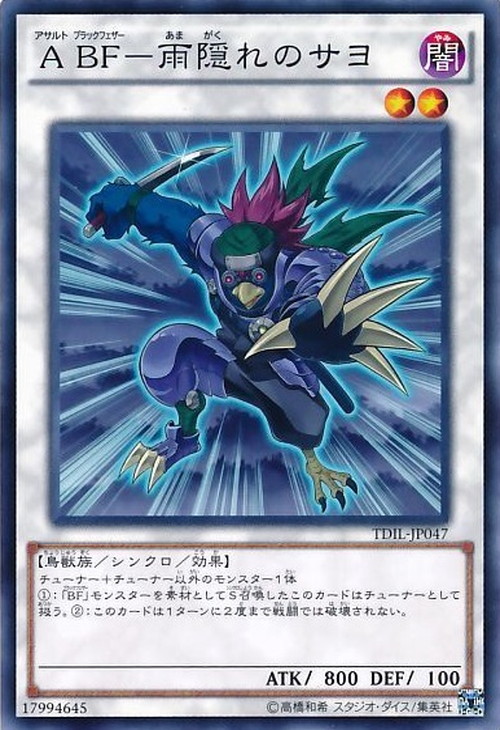 アサルト ブラックフェザー あま がく
A BF－雨隠れのサヨ
やみ
闇
TDIL-JP047
【鳥獣族／シンクロ／効果】
チューナー＋チューナー以外のモンスター1体
①：「BF」モンスターを素材としてS召喚したこのカードはチューナーとして
扱う。②：このカードは1ターンに2度まで戦闘では破壊されない。
ATK/ 800 DEF/ 100
17994645 ©高橋和希 スタジオ・ダイス/集英社